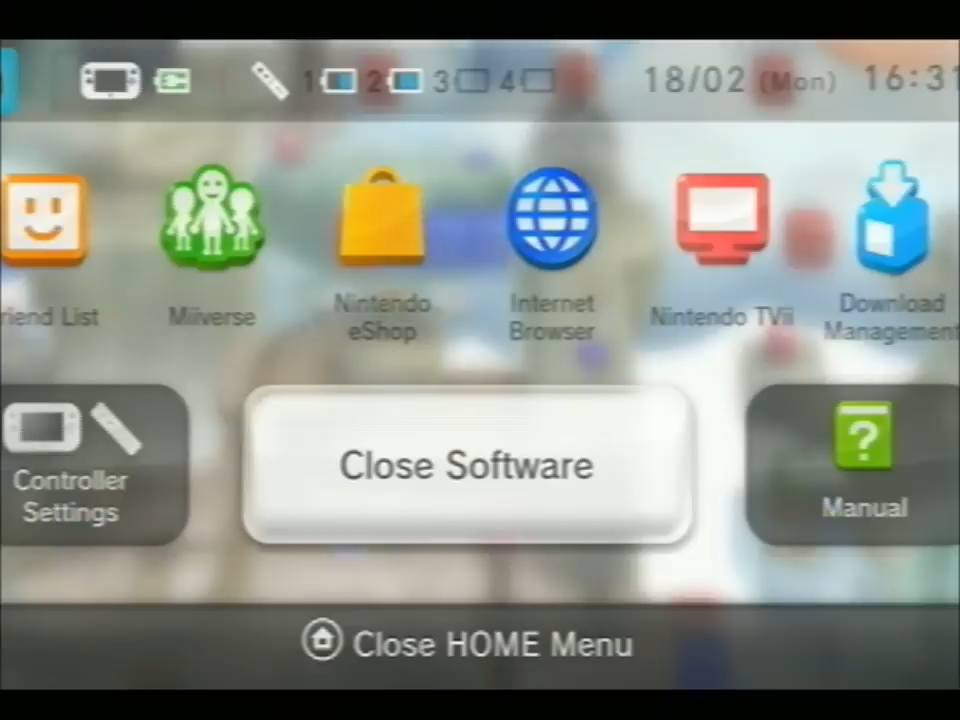 1 2 3 4 18/02 (Mon) 16:31
riend List
Miiverse
Nintendo
eShop
Internet
Browser
Nintendo TVii
Download
Management
Controller
Settings
Close Software
?
Manual
Close HOME Menu